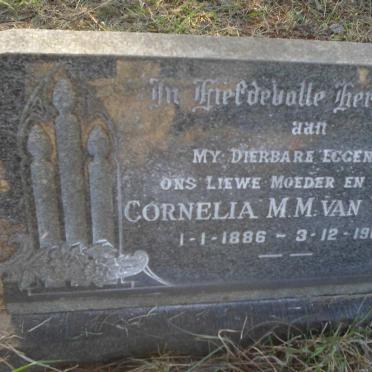 In Liefdevolle Her
aan
MY DIERBARE EGGEN
ONS LIEWE MOEDER EN
CORNELIA M.M. VAN
1-1-1886 – 3-12-19